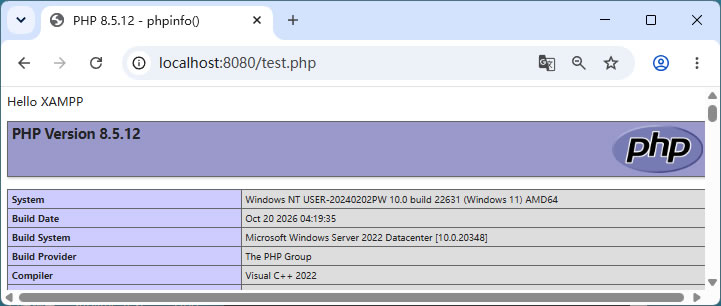 PHP 8.5.12 - phpinfo()
localhost:8080/test.php
Hello XAMPP
PHP Version 8.5.12
php
System Windows NT USER-20240202PW 10.0 build 22631 (Windows 11) AMD64
Build Date Oct 20 2026 04:19:35
Build System Microsoft Windows Server 2022 Datacenter [10.0.20348]
Build Provider The PHP Group
Compiler Visual C++ 2022